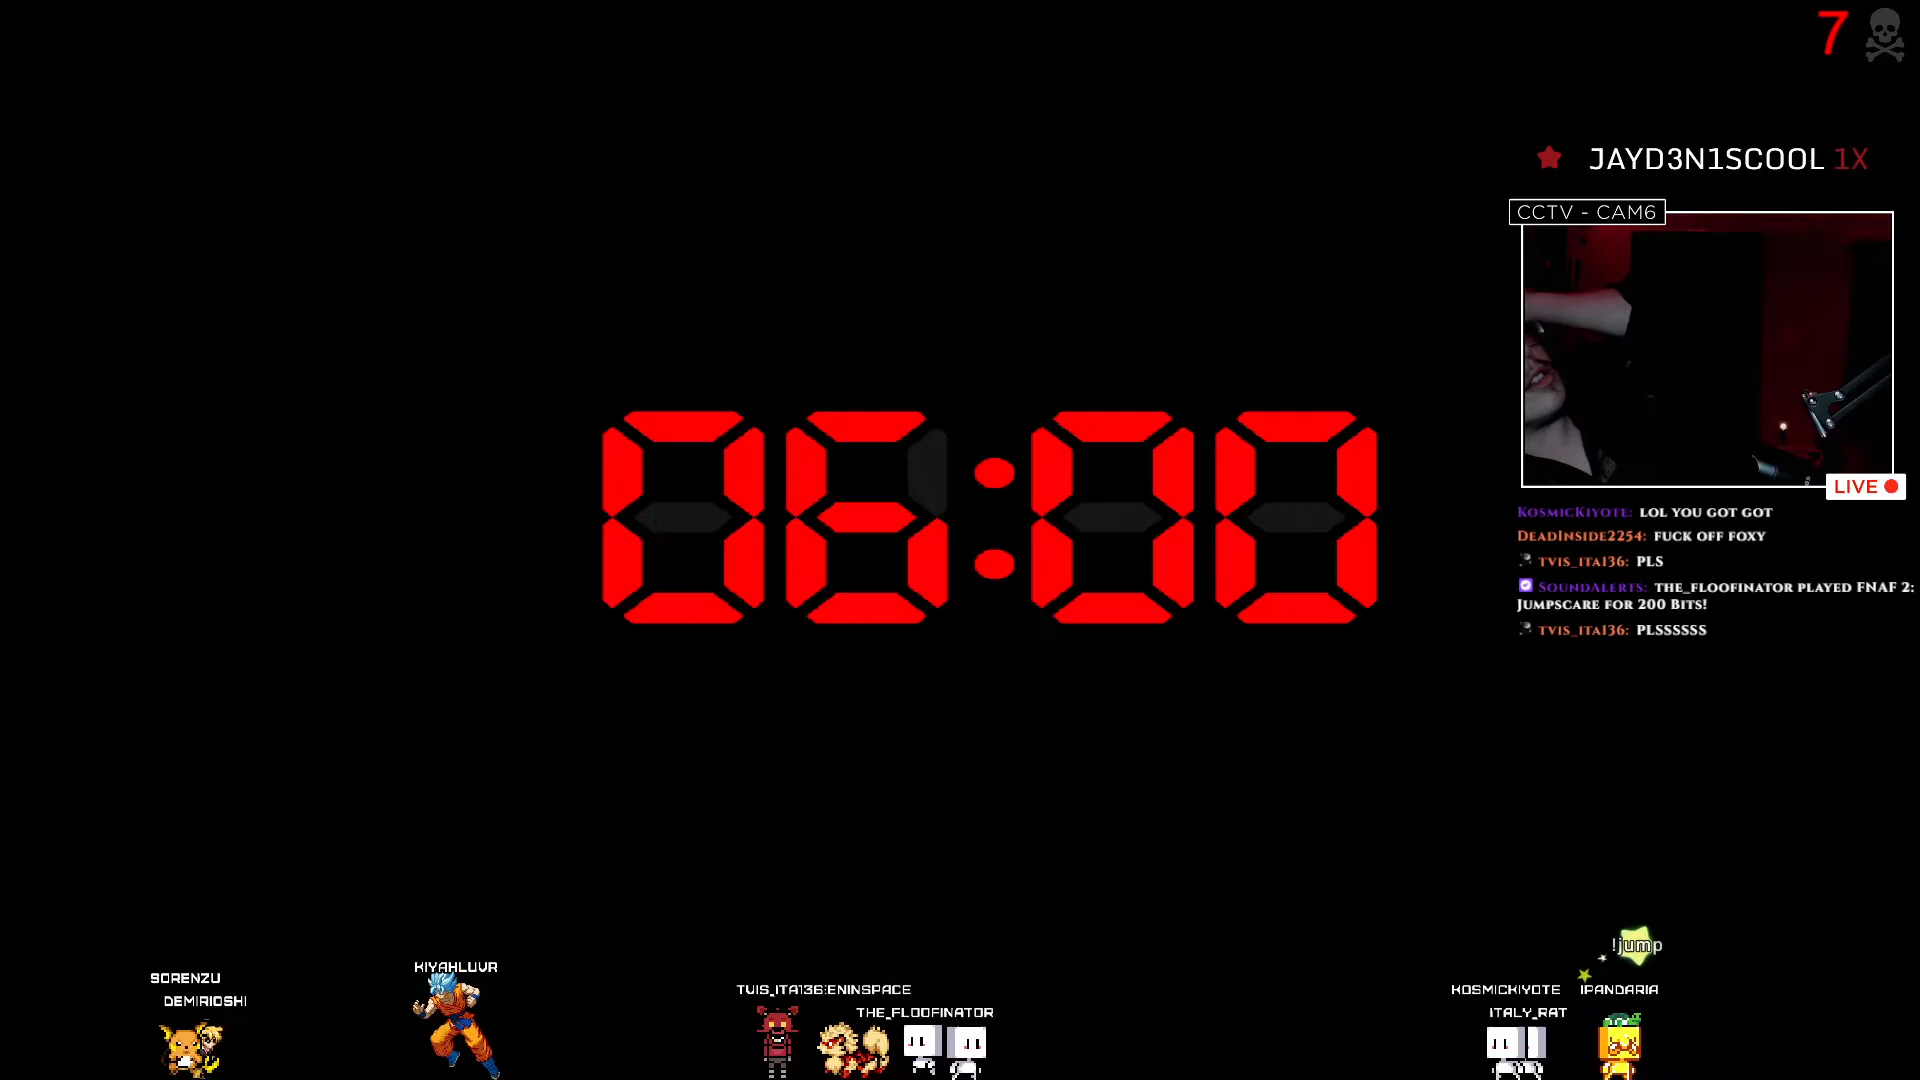 7
JAYD3N1SCOOL 1X
CCTV - CAM6
06:00
LIVE
KosmicKiyote: LOL YOU GOT GOT
DeadInside2254: FUCK OFF FOXY
tvis_ita136: PLS
SoundAlerts: THE_FLOOFINATOR PLAYED FNAF 2:
JUMPSCARE FOR 200 BITS!
tvis_ita136: PLSSSSSS
!jump
KIYAHLUVR
SORENZU
DEMIRIOSHI
TVIS_ITA136
ENINSPACE
KOSMICKIYOTE
IPANDARIA
THE_FLOOFINATOR
ITALY_RAT